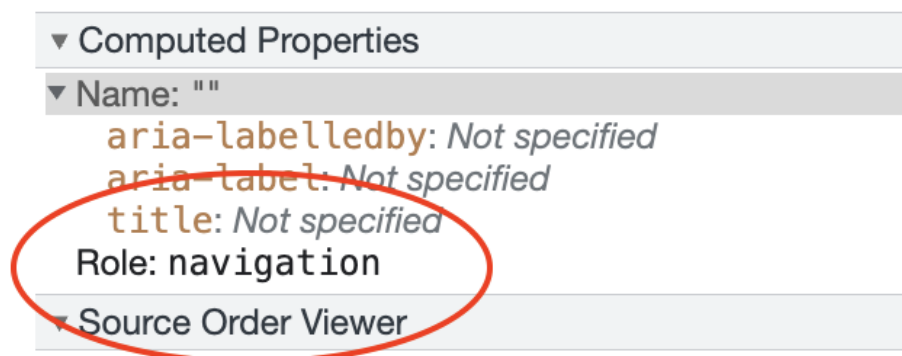 Computed Properties
Name: ""
aria-labelledby: Not specified
aria-label: Not specified
title: Not specified
Role: navigation
Source Order Viewer